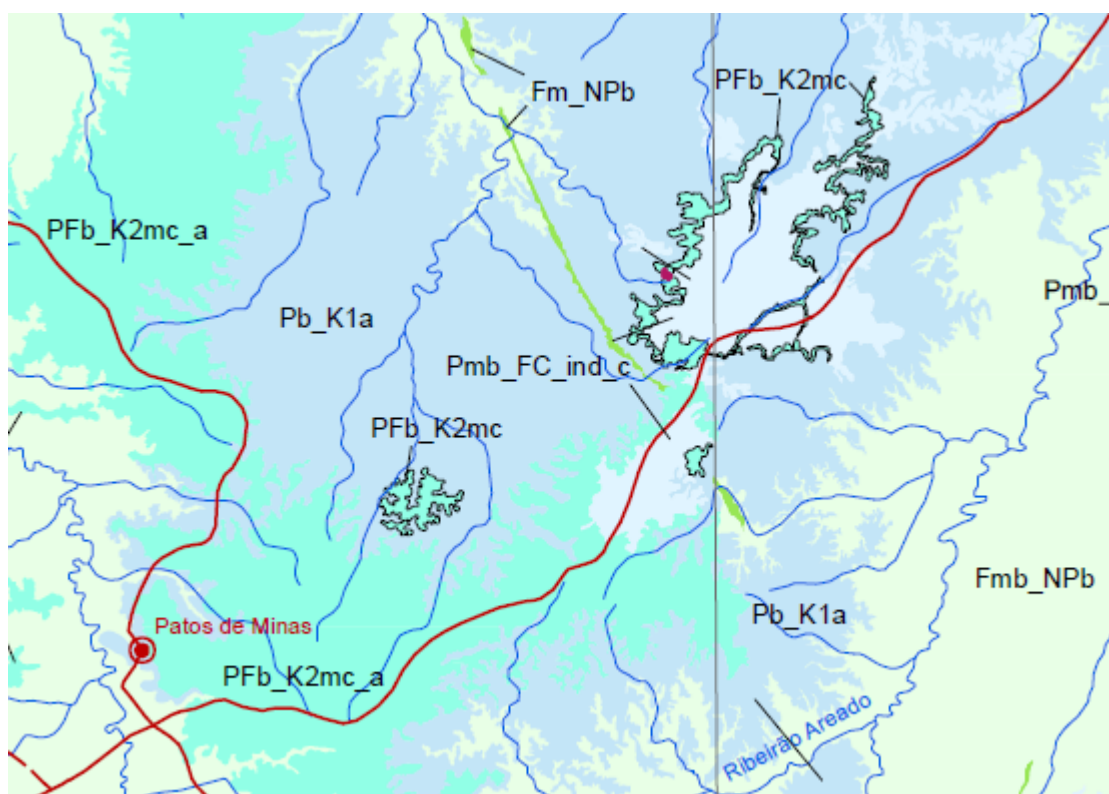 PFb_K2mc
Fm_NPb
PFb_K2mc_a
Pmb_
Pb_K1a
Pmb_FC_ind_c
PFb_K2mc
Fmb_NPb
Pb_K1a
Patos de Minas
PFb_K2mc_a
Ribeirão Areado